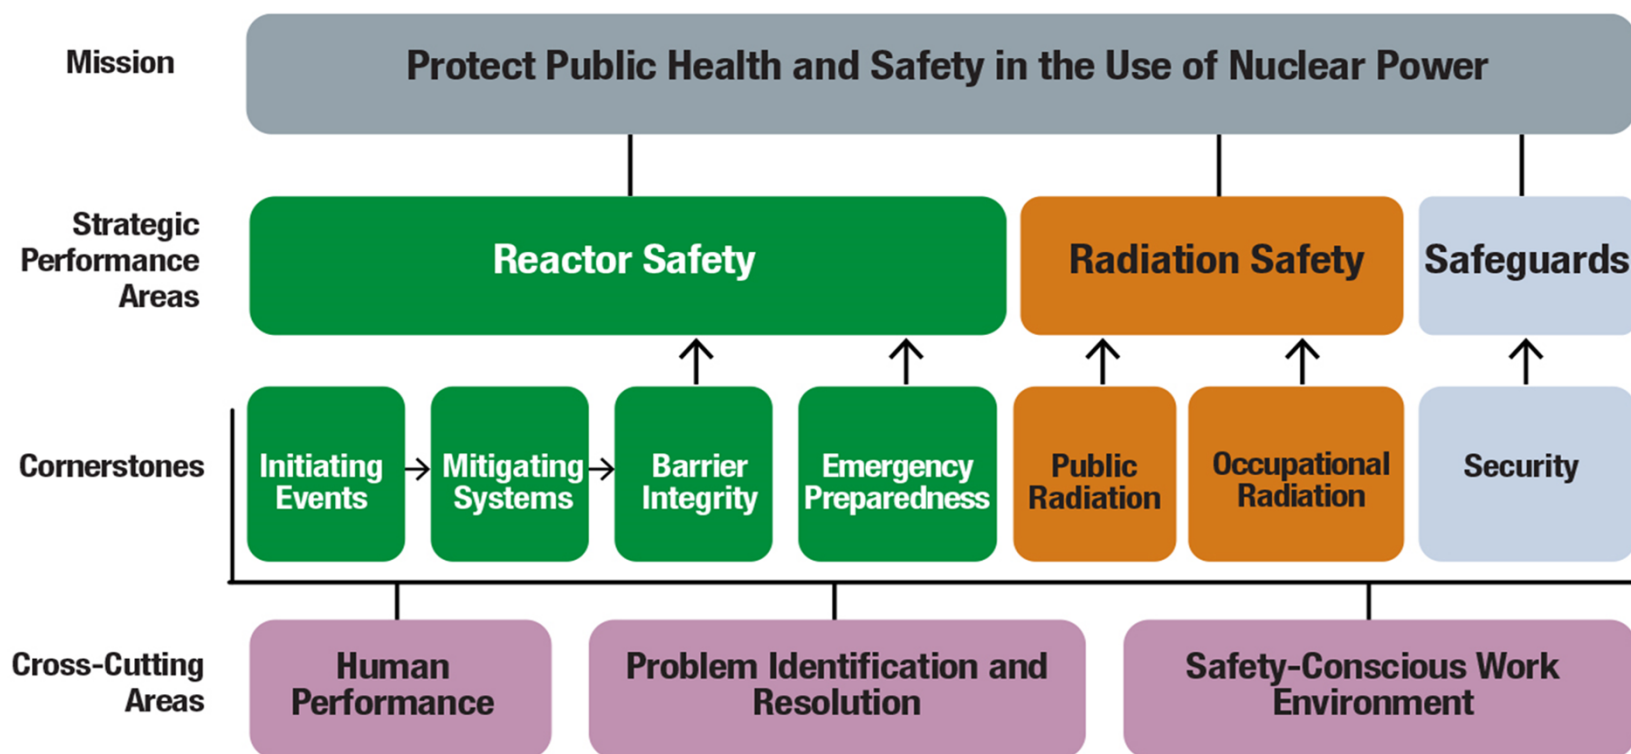 Mission
Protect Public Health and Safety in the Use of Nuclear Power
Strategic
Performance
Areas
Reactor Safety
Radiation Safety
Safeguards
Cornerstones
Initiating
Events
Mitigating
Systems
Barrier
Integrity
Emergency
Preparedness
Public
Radiation
Occupational
Radiation
Security
Cross-Cutting
Areas
Human
Performance
Problem Identification and
Resolution
Safety-Conscious Work
Environment